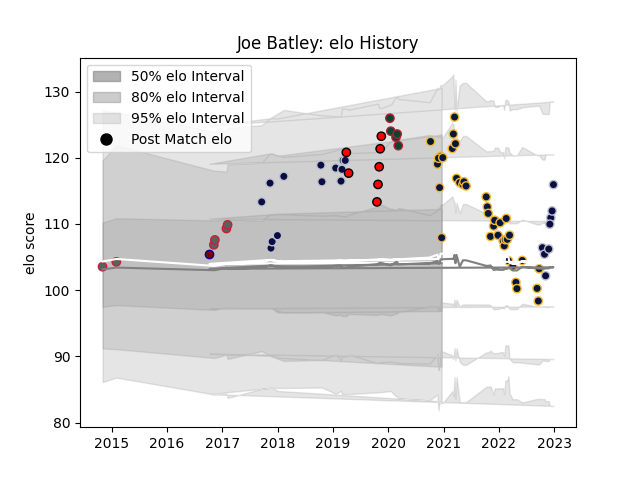 Joe Batley: elo History
50% elo Interval
80% elo Interval
95% elo Interval
Post Match elo
elo score
130
120
110
100
90
80
2015 2016 2017 2018 2019 2020 2021 2022 2023